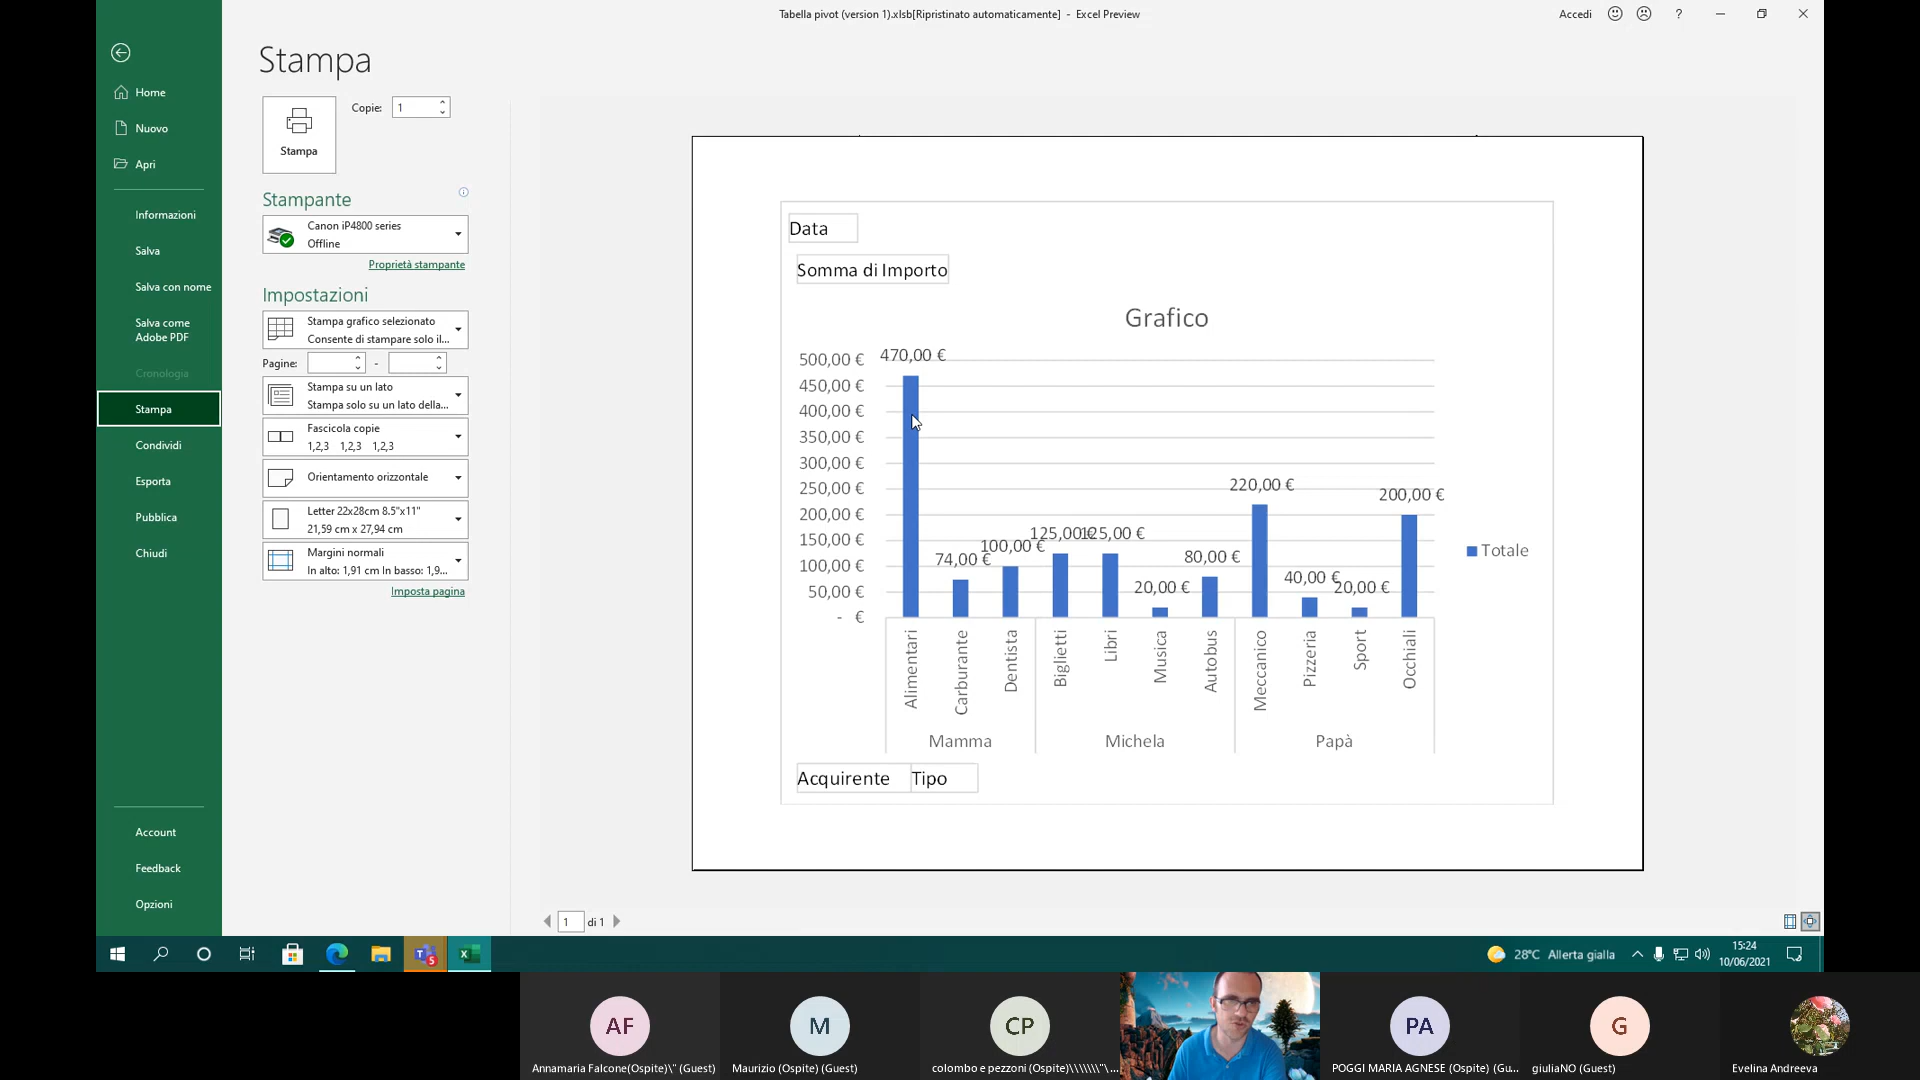 Tabella pivot (version 1).xlsb[Ripristinato automaticamente] - Excel Preview
Accedi
?
Stampa
Home
Nuovo
Apri
Informazioni
Salva
Salva con nome
Salva come
Adobe PDF
Cronologia
Stampa
Condividi
Esporta
Pubblica
Chiudi
Account
Feedback
Opzioni
Stampa
Copie: 1
Stampante
Canon iP4800 series
Offline
Proprietà stampante
Impostazioni
Stampa grafico selezionato
Consente di stampare solo il...
Pagine: -
Stampa su un lato
Stampa solo su un lato della...
Fascicola copie
1,2,3 1,2,3 1,2,3
Orientamento orizzontale
Letter 22x28cm 8.5"x11"
21,59 cm x 27,94 cm
Margini normali
In alto: 1,91 cm In basso: 1,9...
Imposta pagina
Data
Somma di Importo
Grafico
500,00 €
450,00 €
400,00 €
350,00 €
300,00 €
250,00 €
200,00 €
150,00 €
100,00 €
50,00 €
- €
470,00 €
74,00 €
100,00 €
125,00 €
125,00 €
20,00 €
80,00 €
220,00 €
40,00 €
20,00 €
200,00 €
Totale
Alimentari
Carburante
Dentista
Biglietti
Libri
Musica
Autobus
Meccanico
Pizzeria
Sport
Occhiali
Mamma
Michela
Papà
Acquirente
Tipo
1 di 1
5
28°C Allerta gialla
15:24
10/06/2021
AF
M
CP
PA
G
Annamaria Falcone(Ospite)\" (Guest)
Maurizio (Ospite) (Guest)
colombo e pezzoni (Ospite)\\\\\\\"\...
POGGI MARIA AGNESE (Ospite) (Gu...
giuliaNO (Guest)
Evelina Andreeva